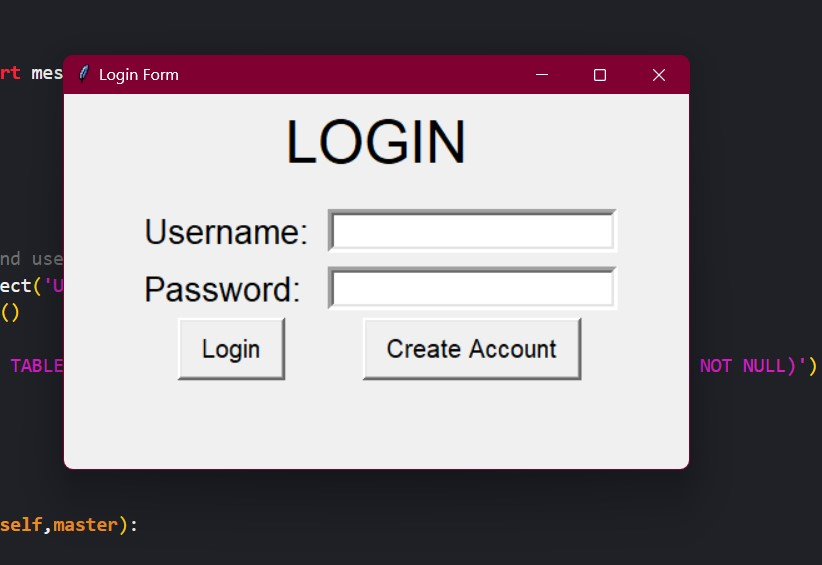 rt mes
Login Form
LOGIN
Username:
nd use
ect('U
Password:
()
Login Create Account
TABLE NOT NULL)')
self,master):